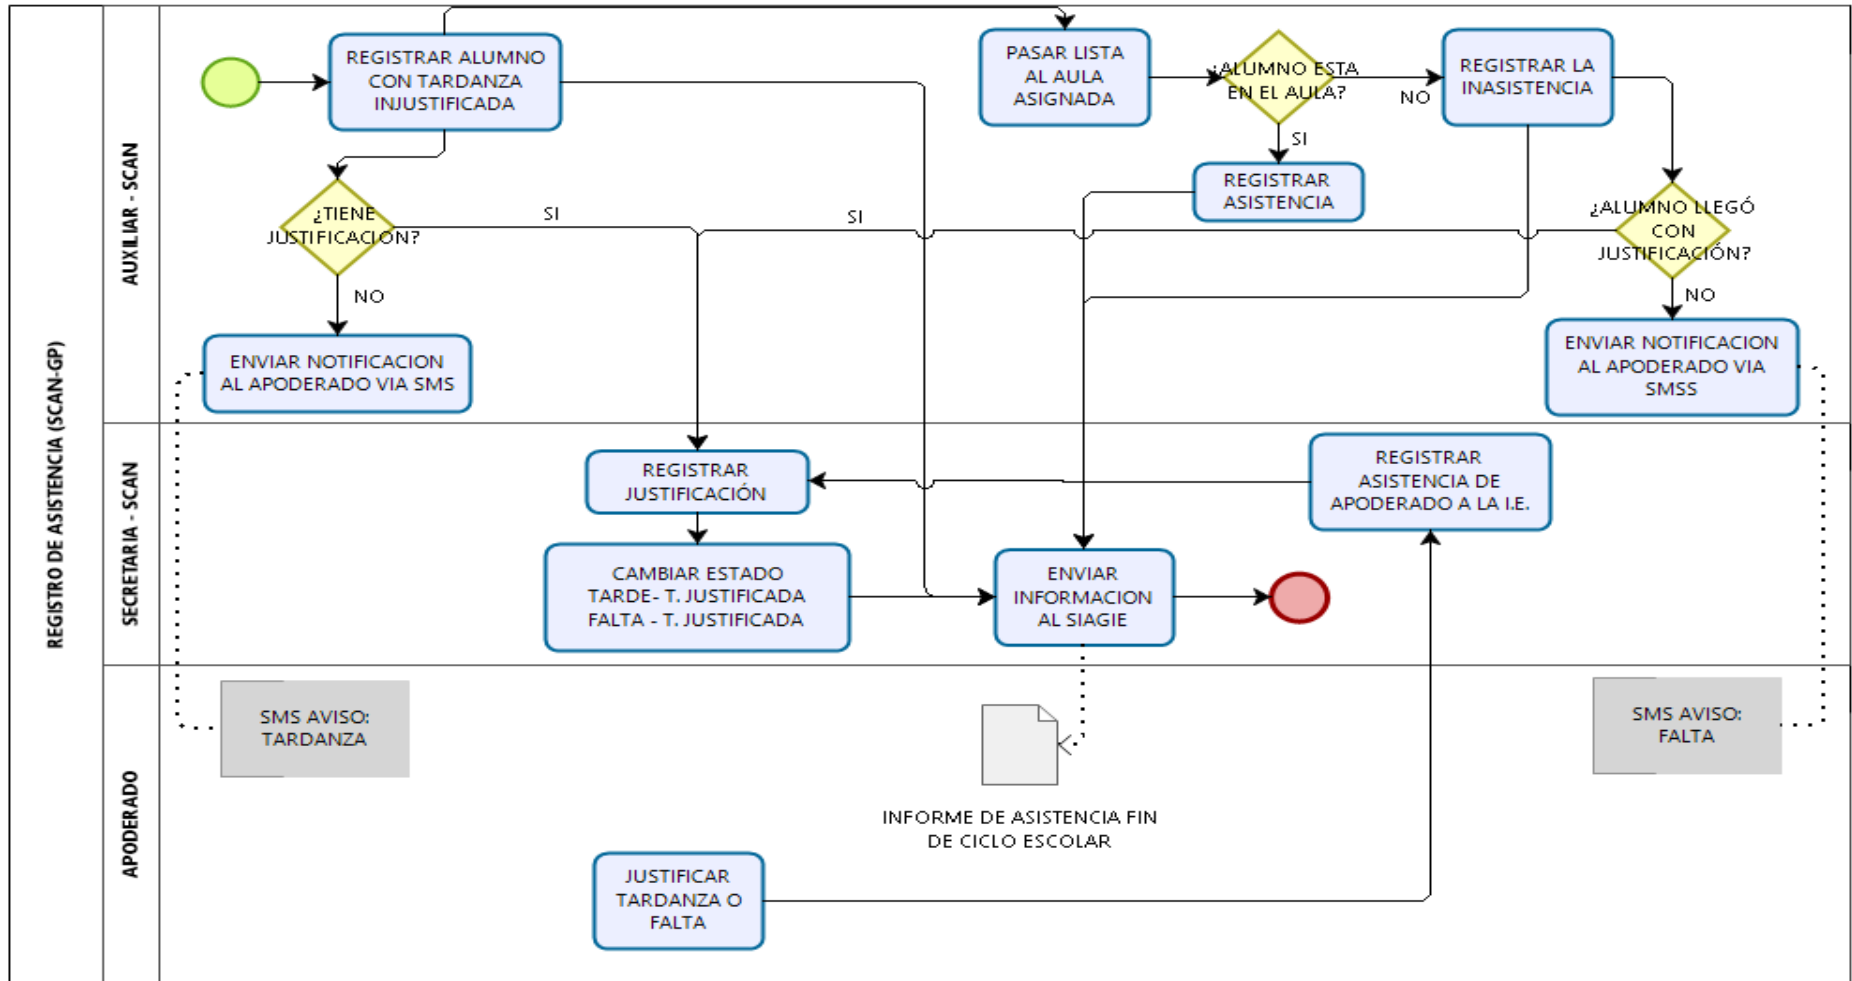 REGISTRO DE ASISTENCIA (SCAN-GP)
AUXILIAR - SCAN
REGISTRAR ALUMNO
CON TARDANZA
INJUSTIFICADA
PASAR LISTA
AL AULA
ASIGNADA
¿ALUMNO ESTA
EN EL AULA?
NO
REGISTRAR LA
INASISTENCIA
SI
REGISTRAR
ASISTENCIA
¿TIENE
JUSTIFICACION?
SI
SI
¿ALUMNO LLEGÓ
CON
JUSTIFICACIÓN?
NO
NO
ENVIAR NOTIFICACION
AL APODERADO VIA SMS
ENVIAR NOTIFICACION
AL APODERADO VIA
SMSS
SECRETARIA - SCAN
REGISTRAR
JUSTIFICACIÓN
REGISTRAR
ASISTENCIA DE
APODERADO A LA I.E.
CAMBIAR ESTADO
TARDE- T. JUSTIFICADA
FALTA - T. JUSTIFICADA
ENVIAR
INFORMACION
AL SIAGIE
APODERADO
SMS AVISO:
TARDANZA
SMS AVISO:
FALTA
INFORME DE ASISTENCIA FIN
DE CICLO ESCOLAR
JUSTIFICAR
TARDANZA O
FALTA